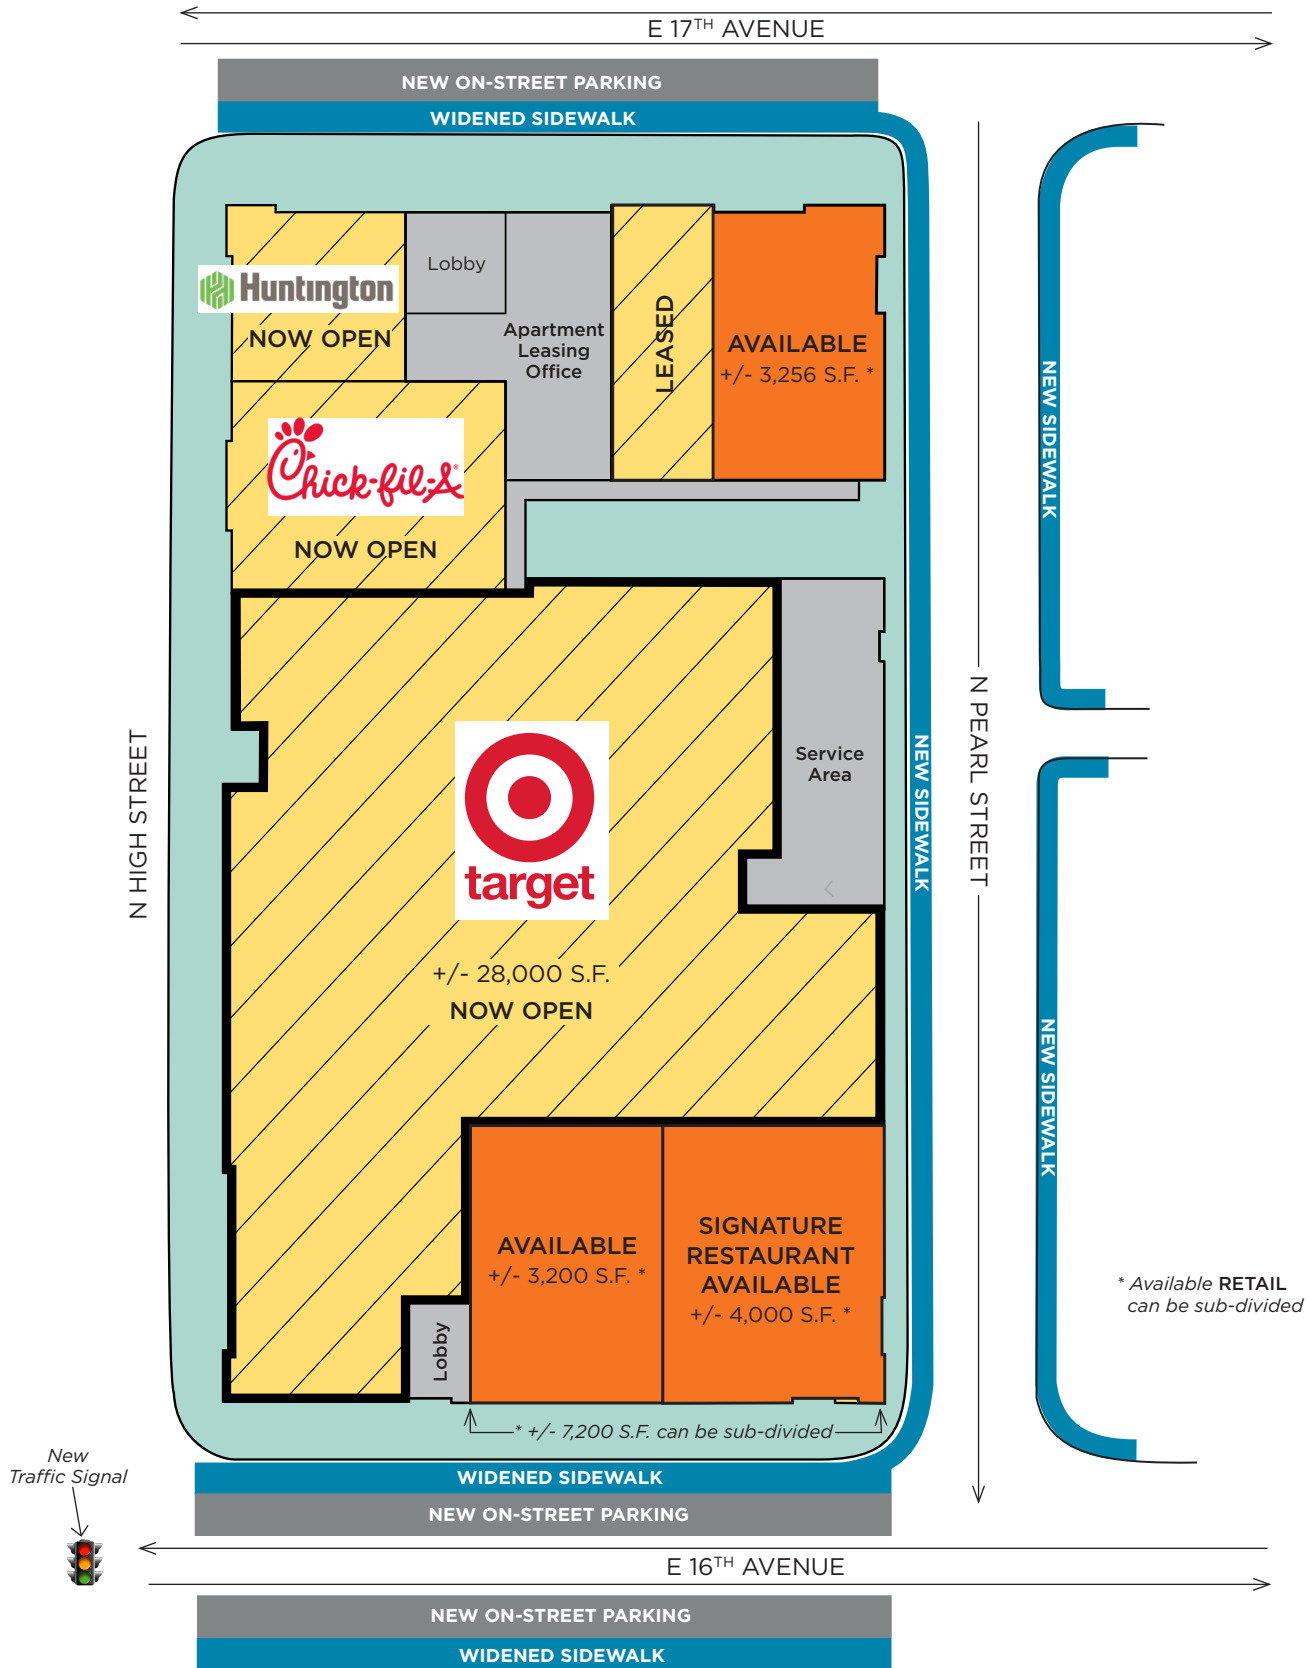 E 17TH AVENUE
NEW ON-STREET PARKING
WIDENED SIDEWALK
Huntington
NOW OPEN
Lobby
Apartment
Leasing
Office
LEASED
AVAILABLE
+/- 3,256 S.F. *
Chick-fil-A®
NOW OPEN
NEW SIDEWALK
N HIGH STREET
target
+/- 28,000 S.F.
NOW OPEN
Service
Area
NEW SIDEWALK
N PEARL STREET
NEW SIDEWALK
AVAILABLE
+/- 3,200 S.F. *
SIGNATURE
RESTAURANT
AVAILABLE
+/- 4,000 S.F. *
* Available RETAIL
can be sub-divided
Lobby
* +/- 7,200 S.F. can be sub-divided
New
Traffic Signal
WIDENED SIDEWALK
NEW ON-STREET PARKING
E 16TH AVENUE
NEW ON-STREET PARKING
WIDENED SIDEWALK